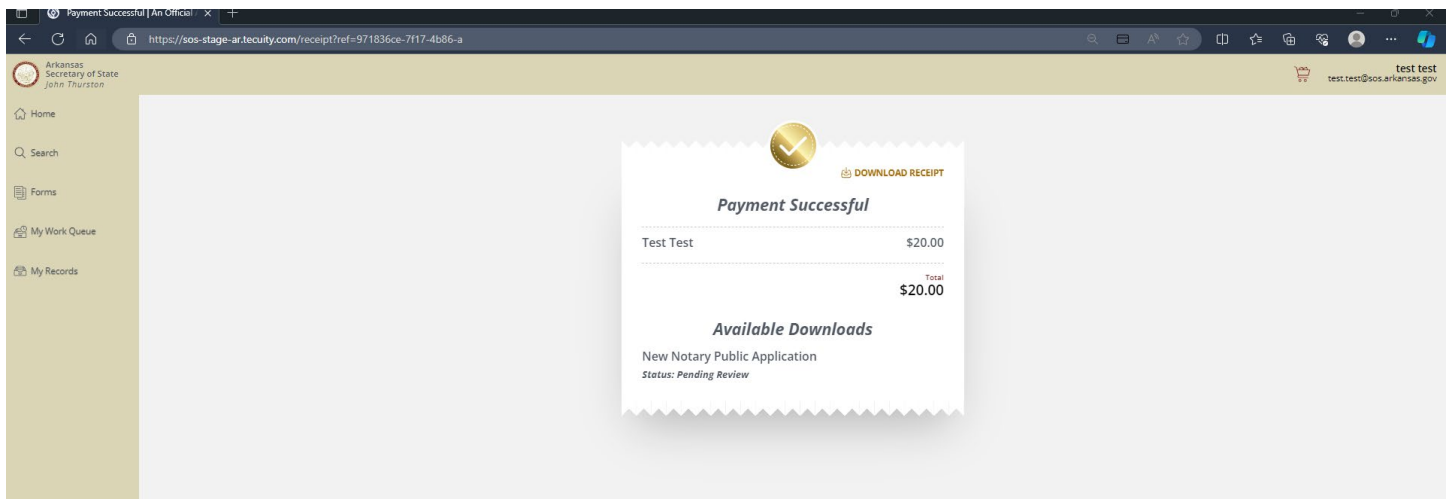 Payment Successful | An Official
https://sos-stage-ar.tecuity.com/receipt?ref=971836ce-7f17-4b86-a
Arkansas
Secretary of State
John Thurston
test test
test.test@sos.arkansas.gov
Home
Search
Forms
My Work Queue
My Records
DOWNLOAD RECEIPT
Payment Successful
Test Test $20.00
Total
$20.00
Available Downloads
New Notary Public Application
Status: Pending Review